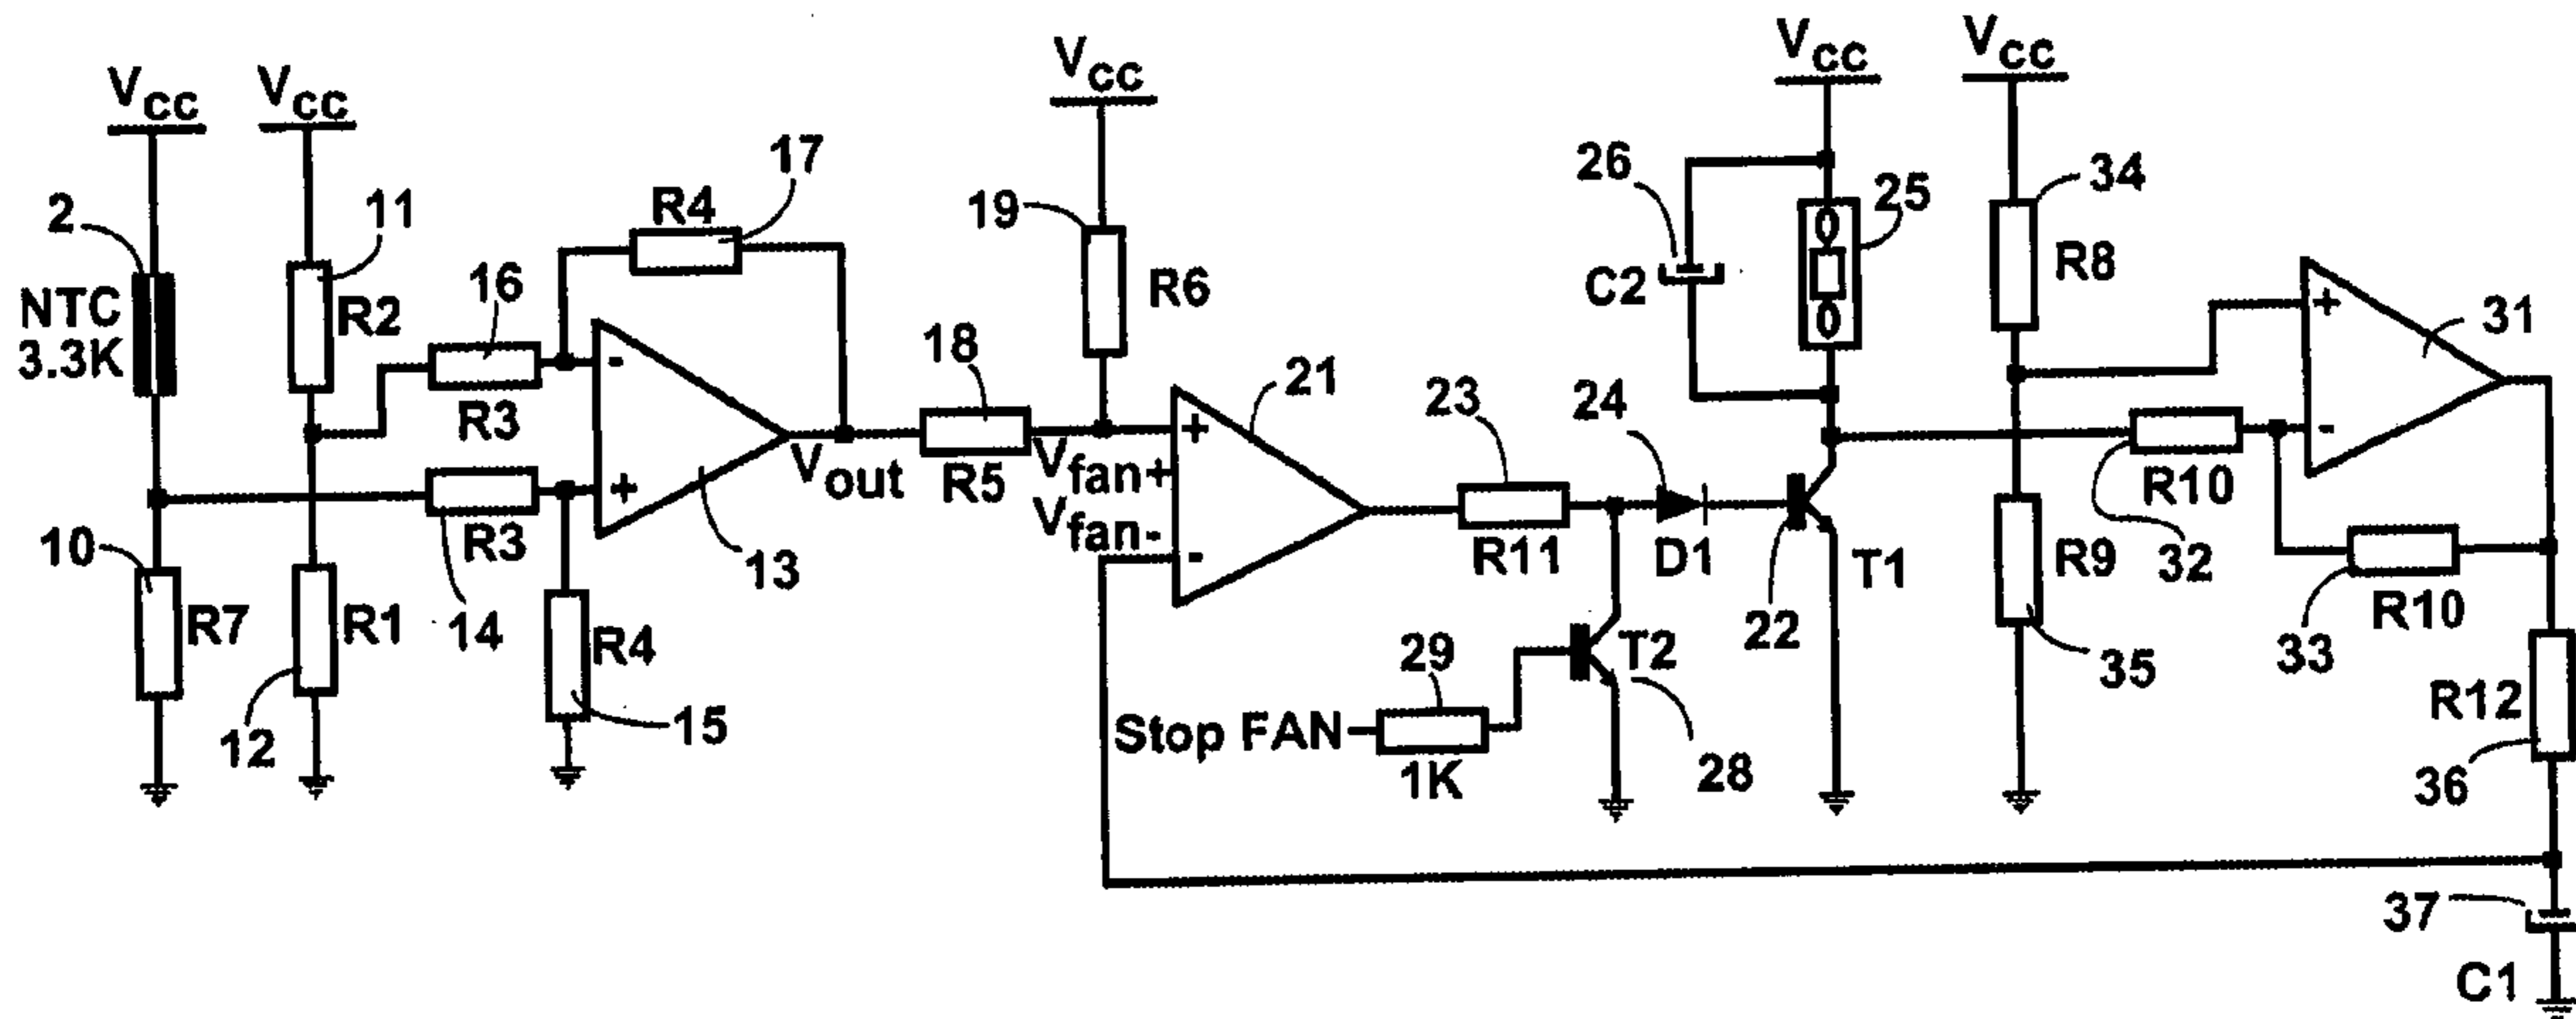 Vcc
Vcc
Vcc
Vcc
Vcc
2
NTC
3.3K
11
R2
16
R3
R4
17
19
R6
26
C2
25
34
R8
31
18
R5
Vout
Vfan+
Vfan-
21
23
R11
24
D1
22
T1
R10
32
R10
33
10
R7
R1
12
14
R3
13
R4
15
Stop FAN
29
1K
T2
28
R9
35
R12
36
37
C1
+
-
+
-
+
-
0
0